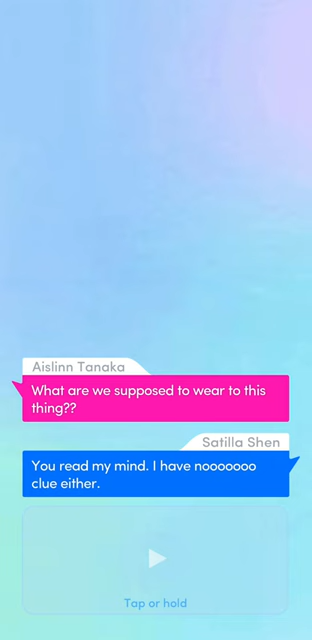 Aislinn Tanaka
What are we supposed to wear to this
thing??
Satilla Shen
You read my mind. I have nooooooo
clue either.
Tap or hold